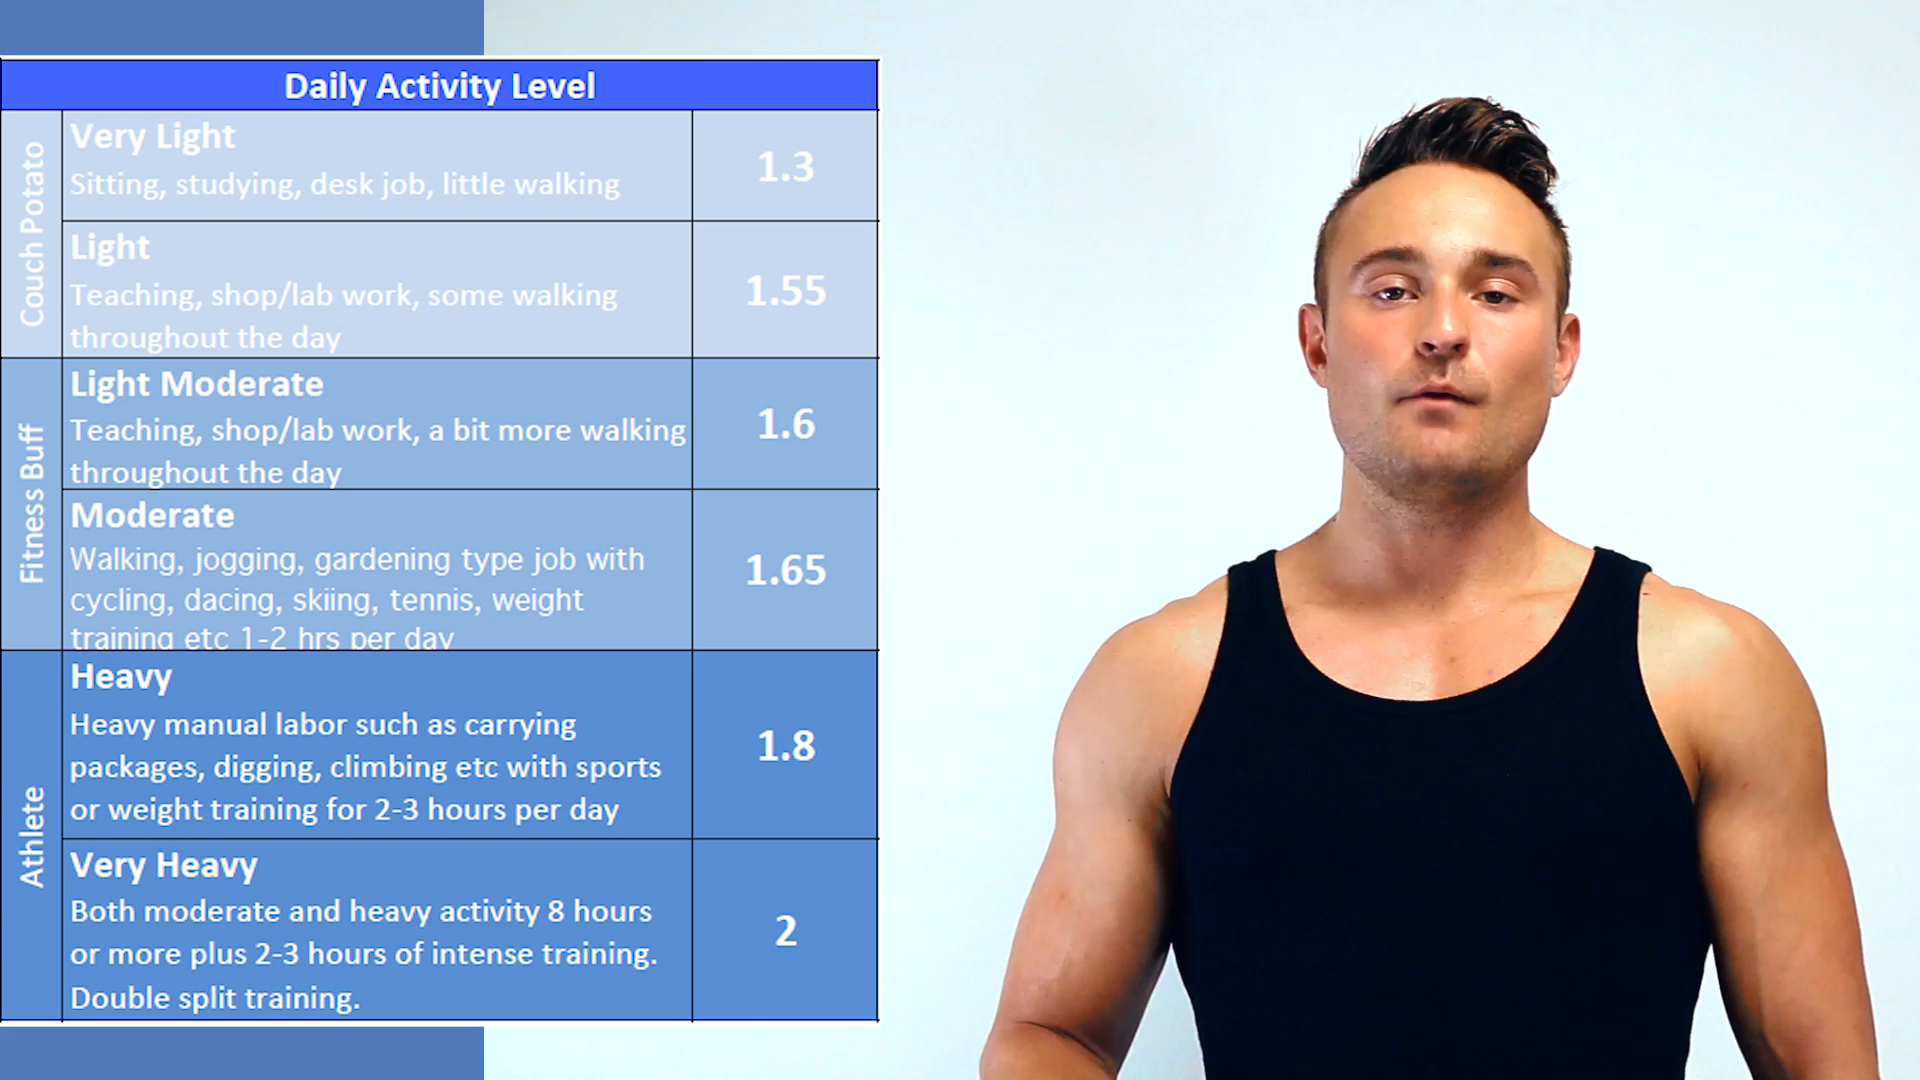 Daily Activity Level
Couch Potato
Very Light
Sitting, studying, desk job, little walking
1.3
Light
Teaching, shop/lab work, some walking
throughout the day
1.55
Fitness Buff
Light Moderate
Teaching, shop/lab work, a bit more walking
throughout the day
1.6
Moderate
Walking, jogging, gardening type job with
cycling, dacing, skiing, tennis, weight
training etc 1-2 hrs per day
1.65
Athlete
Heavy
Heavy manual labor such as carrying
packages, digging, climbing etc with sports
or weight training for 2-3 hours per day
1.8
Very Heavy
Both moderate and heavy activity 8 hours
or more plus 2-3 hours of intense training.
Double split training.
2